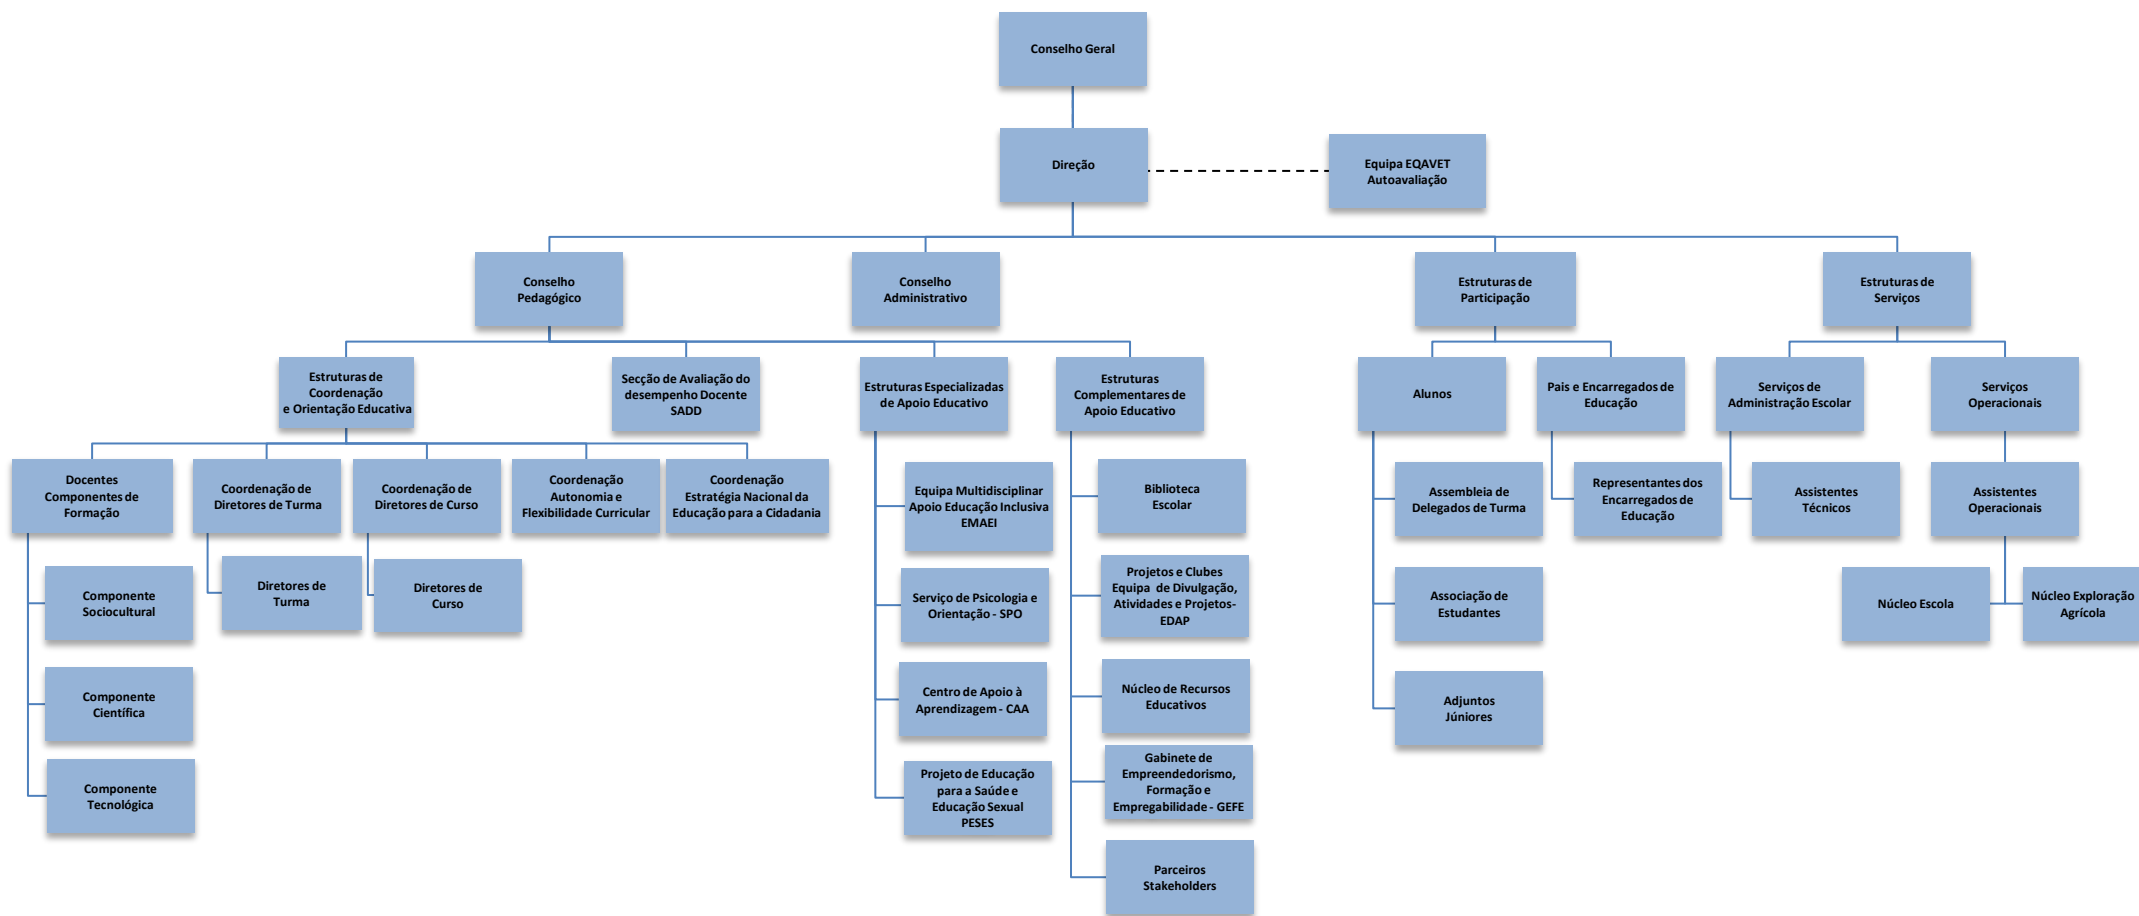 Conselho Geral
Direção
Equipa EQAVET
Autoavaliação
Conselho
Pedagógico
Conselho
Administrativo
Estruturas de
Participação
Estruturas de
Serviços
Estruturas de
Coordenação
e Orientação Educativa
Secção de Avaliação do
desempenho Docente
SADD
Estruturas Especializadas
de Apoio Educativo
Estruturas
Complementares de
Apoio Educativo
Alunos
Pais e Encarregados de
Educação
Serviços de
Administração Escolar
Serviços
Operacionais
Docentes
Componentes de
Formação
Coordenação de
Diretores de Turma
Coordenação de
Diretores de Curso
Coordenação
Autonomia e
Flexibilidade Curricular
Coordenação
Estratégia Nacional da
Educação para a Cidadania
Equipa Multidisciplinar
Apoio Educação Inclusiva
EMAEI
Biblioteca
Escolar
Assembleia de
Delegados de Turma
Representantes dos
Encarregados de
Educação
Assistentes
Técnicos
Assistentes
Operacionais
Componente
Sociocultural
Diretores de
Turma
Diretores de
Curso
Serviço de Psicologia e
Orientação - SPO
Projetos e Clubes
Equipa de Divulgação,
Atividades e Projetos-
EDAP
Associação de
Estudantes
Núcleo Escola
Núcleo Exploração
Agrícola
Componente
Científica
Centro de Apoio à
Aprendizagem - CAA
Núcleo de Recursos
Educativos
Adjuntos
Júniores
Componente
Tecnológica
Projeto de Educação
para a Saúde e
Educação Sexual
PESES
Gabinete de
Empreendedorismo,
Formação e
Empregabilidade - GEFE
Parceiros
Stakeholders